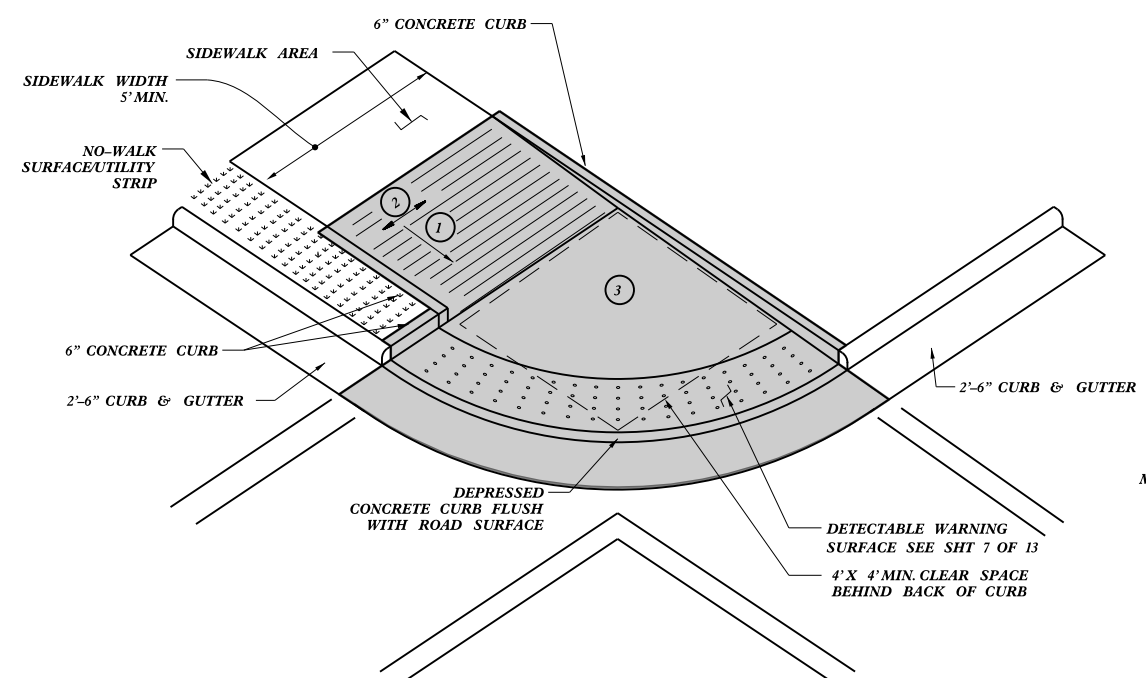 6” CONCRETE CURB
SIDEWALK AREA
SIDEWALK WIDTH
5’ MIN.
NO–WALK
SURFACE/UTILITY
STRIP
2
1
3
6” CONCRETE CURB
2’–6” CURB & GUTTER
2’–6” CURB & GUTTER
DEPRESSED
CONCRETE CURB FLUSH
WITH ROAD SURFACE
M
DETECTABLE WARNING
SURFACE SEE SHT 7 OF 13
4’ X 4’ MIN. CLEAR SPACE
BEHIND BACK OF CURB